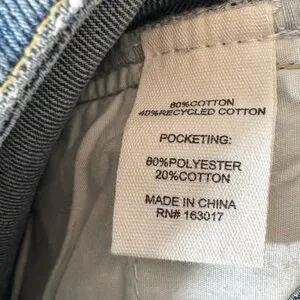 60%COTTON
40%RECYCLED COTTON
POCKETING:
80%POLYESTER
20%COTTON
MADE IN CHINA
RN# 163017